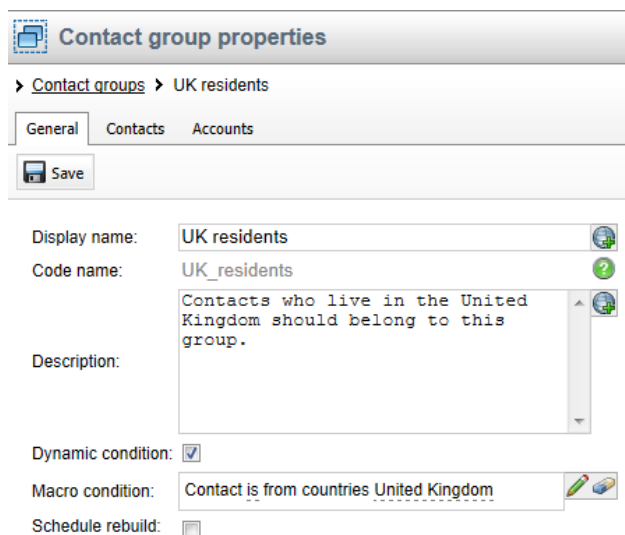 Contact group properties
Contact groups UK residents
General Contacts Accounts
Save
Display name: UK residents
Code name: UK_residents
Contacts who live in the United
Kingdom should belong to this
group.
Description:
Dynamic condition:
Macro condition: Contact is from countries United Kingdom
Schedule rebuild: